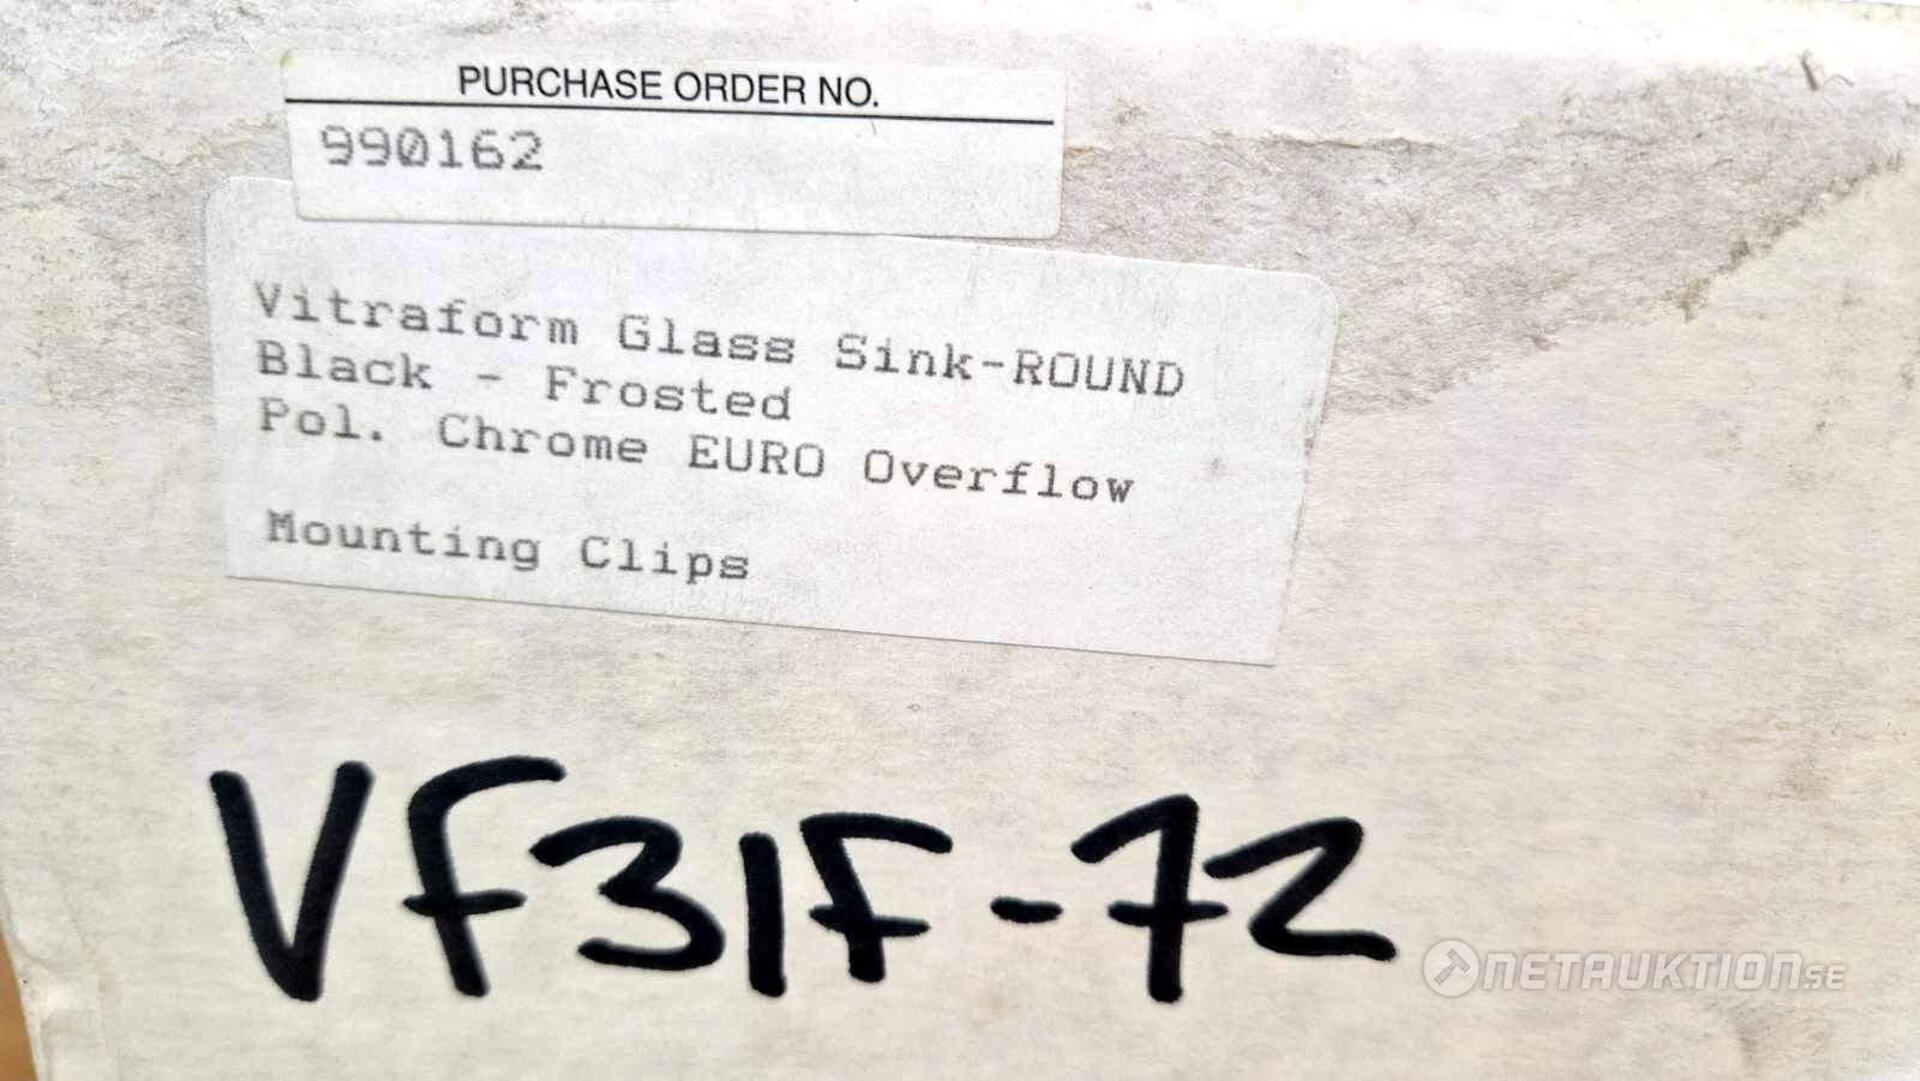 PURCHASE ORDER NO.
990162
Vitraform Glass Sink-ROUND
Black - Frosted
Pol. Chrome EURO Overflow
Mounting Clips
VF31F-72
NETAUKTION.SE